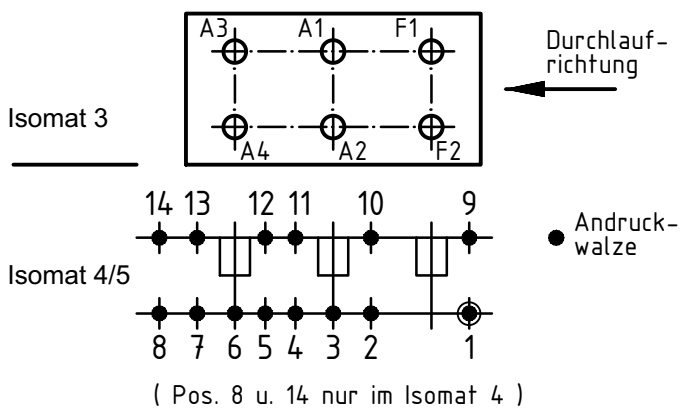 A3 A1 F1
Durchlauf-
richtung
Isomat 3
A4 A2 F2
14 13 12 11 10 9
Andruck-
walze
Isomat 4/5
8 7 6 5 4 3 2 1
( Pos. 8 u. 14 nur im Isomat 4 )